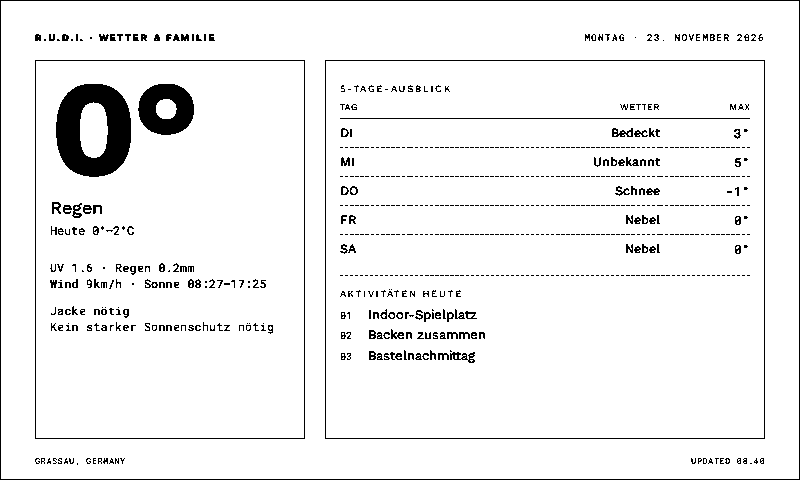 R.U.D.I. · WETTER & FAMILIE
MONTAG · 23. NOVEMBER 2026
0°
Regen
Heute 0°–2°C
UV 1.6 · Regen 0.2mm
Wind 9km/h · Sonne 08:27–17:25
Jacke nötig
Kein starker Sonnenschutz nötig
5-TAGE-AUSBLICK
TAG WETTER MAX
DI Bedeckt 3°
MI Unbekannt 5°
DO Schnee -1°
FR Nebel 0°
SA Nebel 0°
AKTIVITÄTEN HEUTE
01 Indoor-Spielplatz
02 Backen zusammen
03 Bastelnachmittag
GRASSAU, GERMANY
UPDATED 08.40